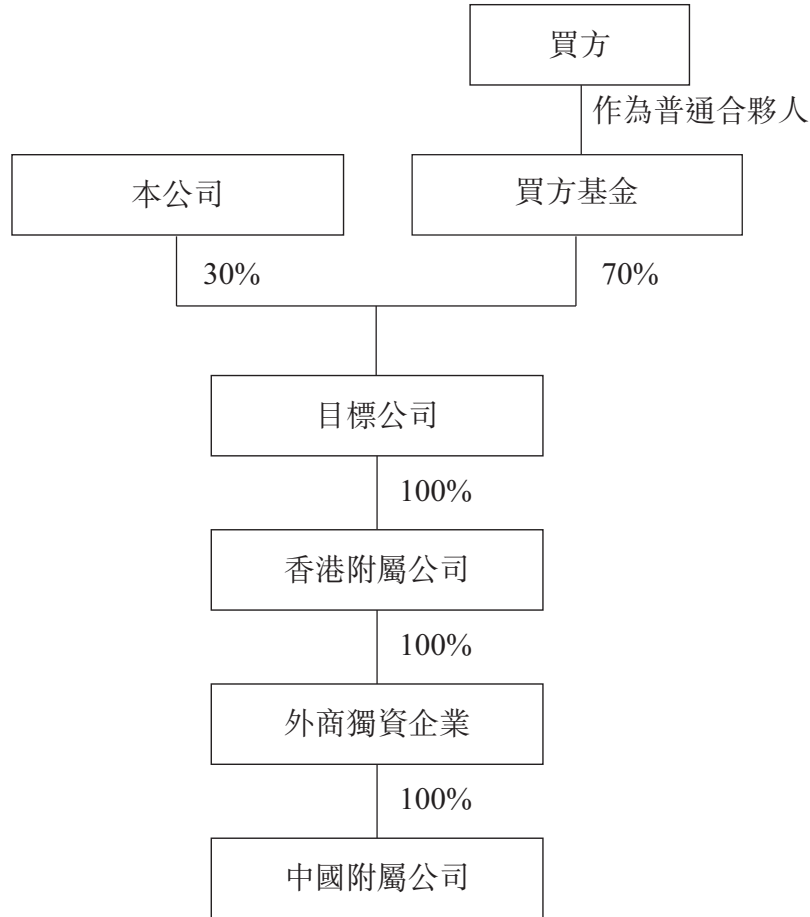 買方
作為普通合夥人
本公司
買方基金
30%
70%
目標公司
100%
香港附屬公司
100%
外商獨資企業
100%
中國附屬公司